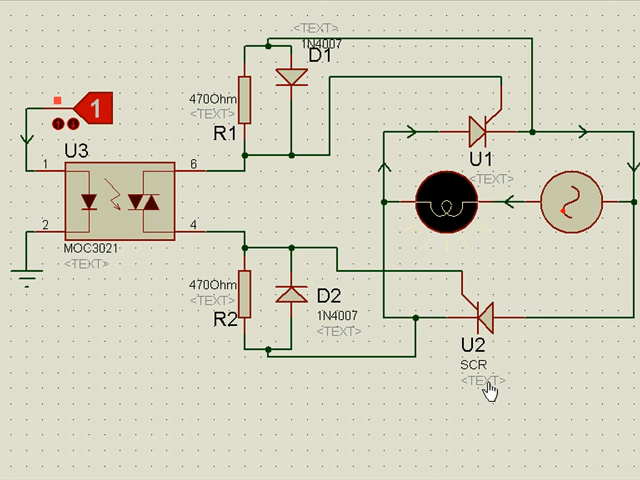 <TEXT>
1N4007
D1
470Ohm
<TEXT>
R1
1
U3
1
6
2
4
MOC3021
<TEXT>
U1
<TEXT>
470Ohm
<TEXT>
R2
D2
1N4007
<TEXT>
U2
SCR
<TEXT>